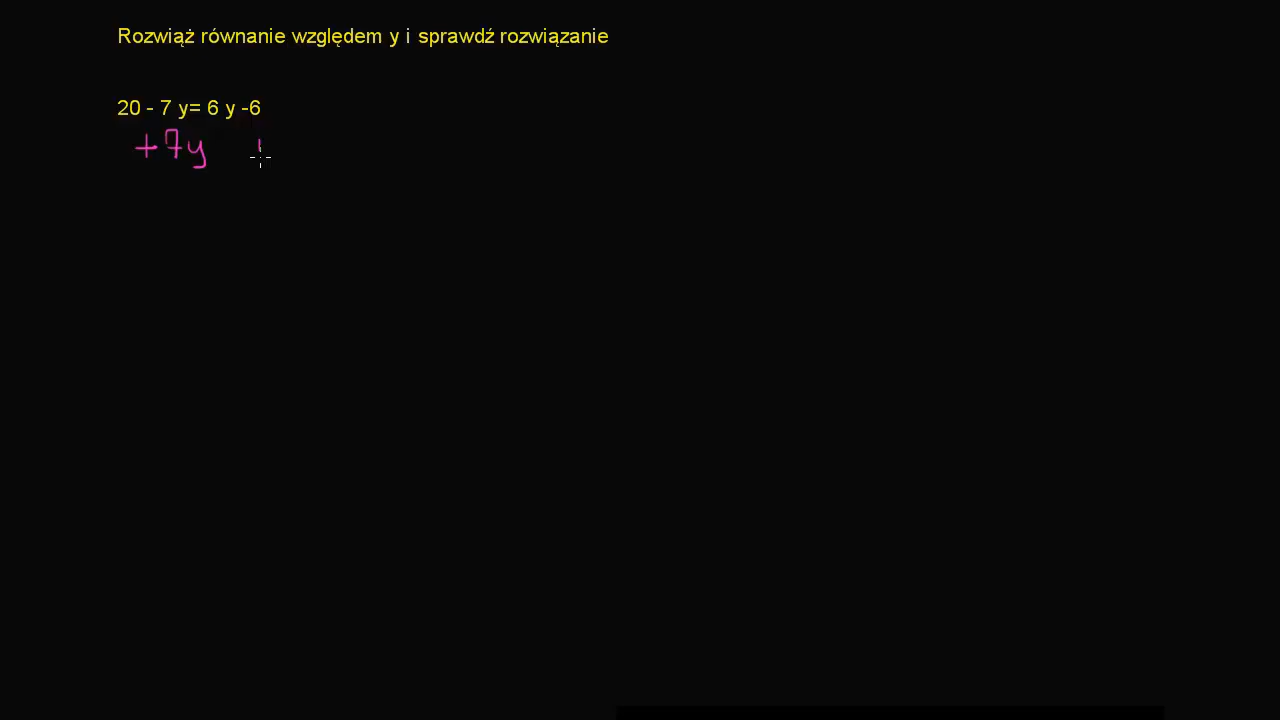 Rozwiąż równanie względem y i sprawdź rozwiązanie
20 - 7 y= 6 y -6
+7y